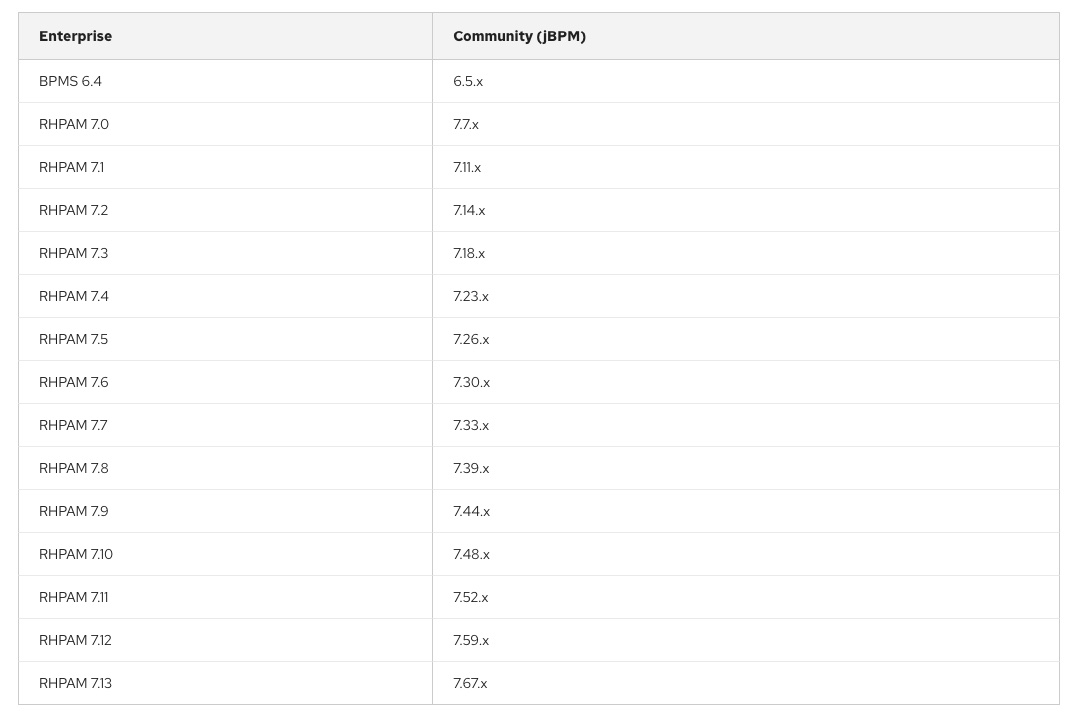 Enterprise Community (jBPM)
BPMS 6.4 6.5.x
RHPAM 7.0 7.7.x
RHPAM 7.1 7.11.x
RHPAM 7.2 7.14.x
RHPAM 7.3 7.18.x
RHPAM 7.4 7.23.x
RHPAM 7.5 7.26.x
RHPAM 7.6 7.30.x
RHPAM 7.7 7.33.x
RHPAM 7.8 7.39.x
RHPAM 7.9 7.44.x
RHPAM 7.10 7.48.x
RHPAM 7.11 7.52.x
RHPAM 7.12 7.59.x
RHPAM 7.13 7.67.x